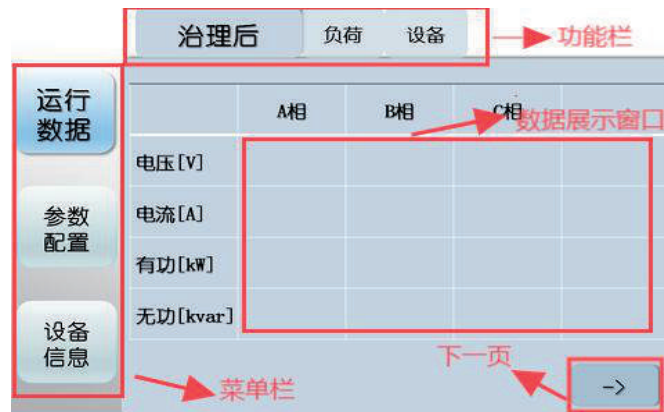 治理后 负荷 设备 功能栏
运行
数据
A相 B相 C相 数据展示窗口
电压[V]
参数
配置
电流[A]
有功[kW]
无功[kvar]
设备
信息
下一页
菜单栏
->